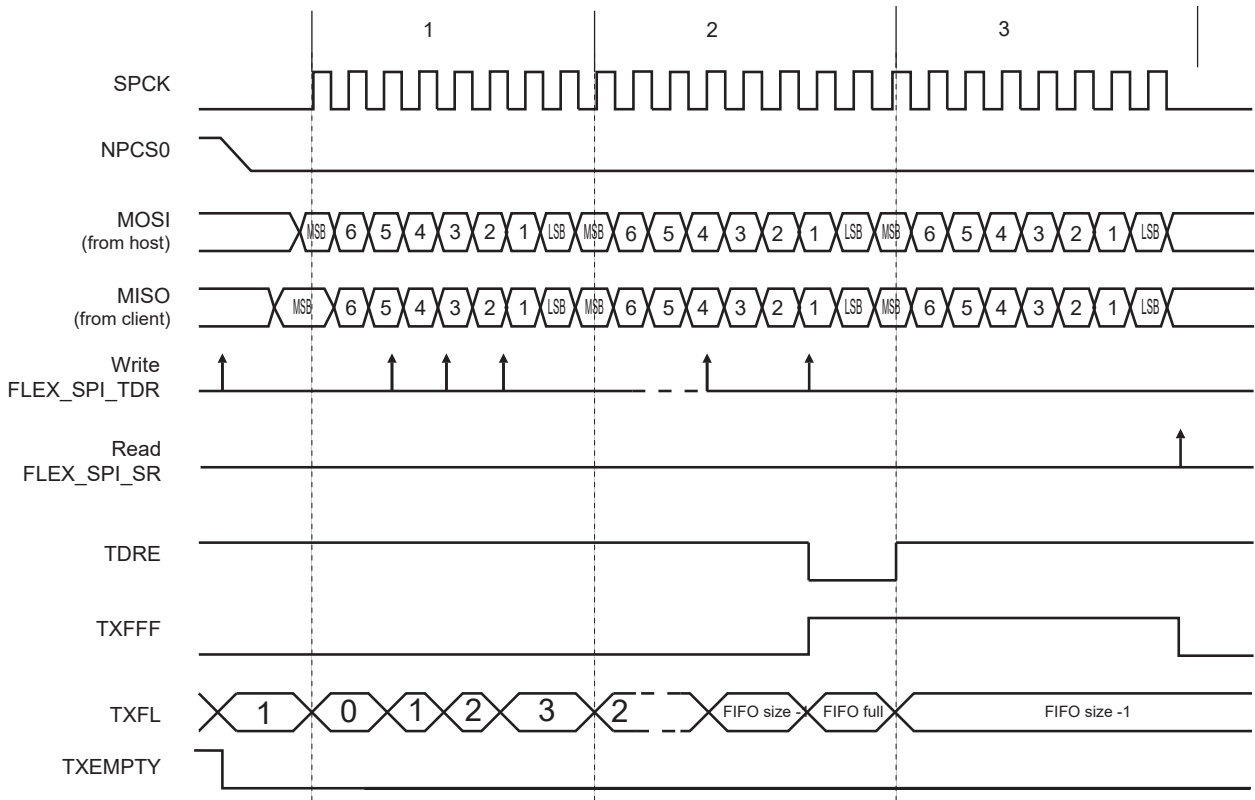 1 2 3
SPCK
NPCS0
MOSI
(from host)
MSB 6 5 4 3 2 1 LSB MSB 6 5 4 3 2 1 LSB MSB 6 5 4 3 2 1 LSB
MISO
(from client)
MSB 6 5 4 3 2 1 LSB MSB 6 5 4 3 2 1 LSB MSB 6 5 4 3 2 1 LSB
Write
FLEX_SPI_TDR
Read
FLEX_SPI_SR
TDRE
TXFFF
TXFL 1 0 1 2 3 2 FIFO size -1 FIFO full FIFO size -1
TXEMPTY